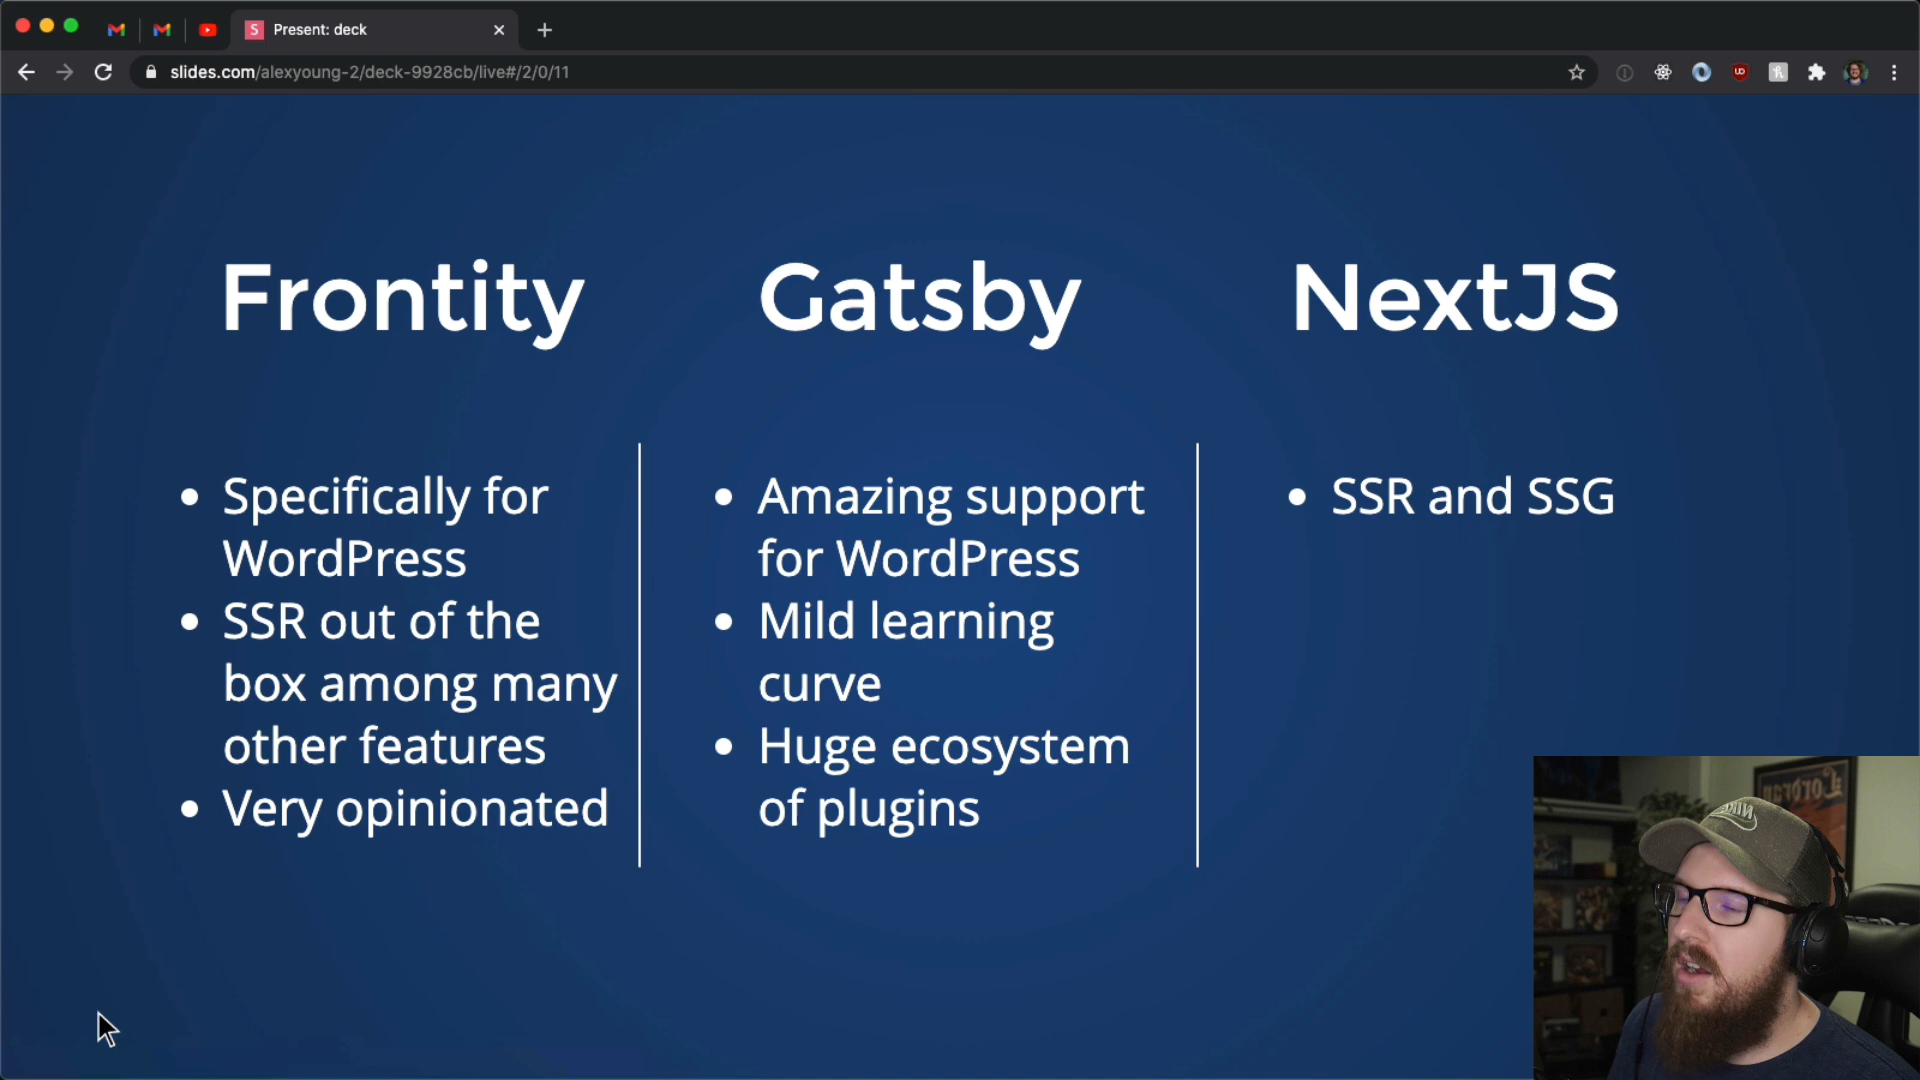 Present: deck
slides.com/alexyoung-2/deck-9928cb/live#/2/0/11
Frontity
Gatsby
NextJS
• Specifically for
WordPress
• SSR out of the
box among many
other features
• Very opinionated
• Amazing support
for WordPress
• Mild learning
curve
• Huge ecosystem
of plugins
• SSR and SSG